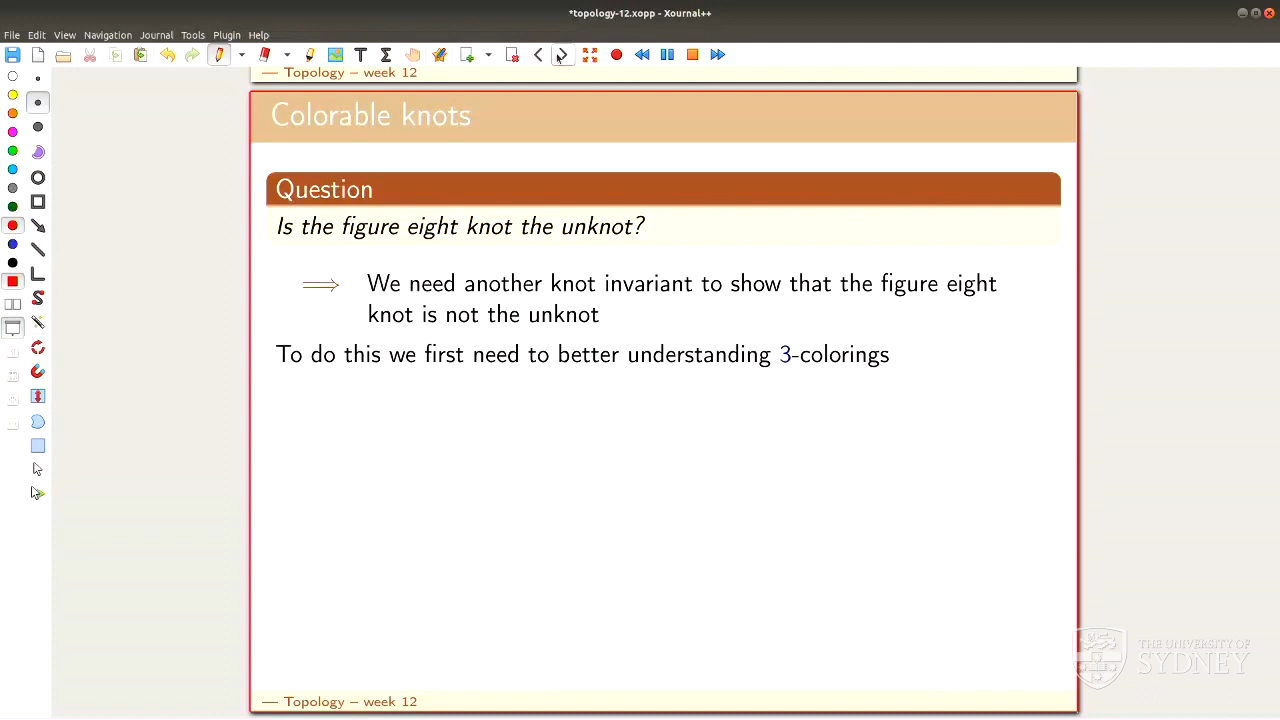 *topology-12.xopp - Xournal++
File Edit View Navigation Journal Tools Plugin Help
— Topology – week 12
Colorable knots
Question
Is the figure eight knot the unknot?
⟹ We need another knot invariant to show that the figure eight
knot is not the unknot
To do this we first need to better understanding 3-colorings
THE UNIVERSITY OF
SYDNEY
— Topology – week 12